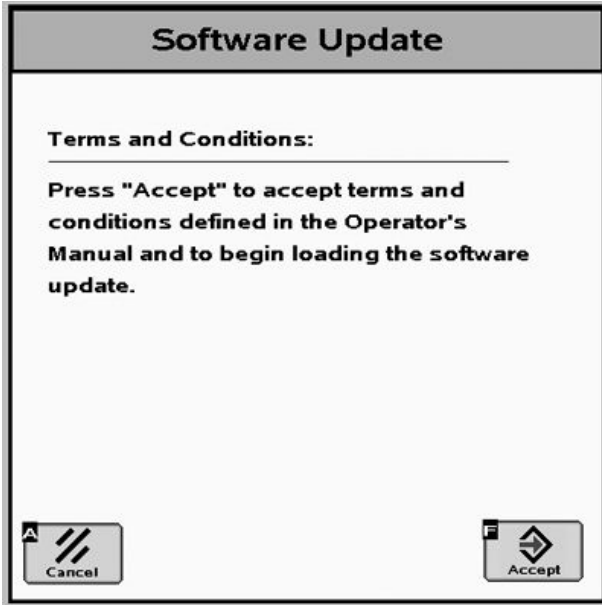 Software Update
Terms and Conditions:
Press "Accept" to accept terms and
conditions defined in the Operator's
Manual and to begin loading the software
update.
A
Cancel
F
Accept